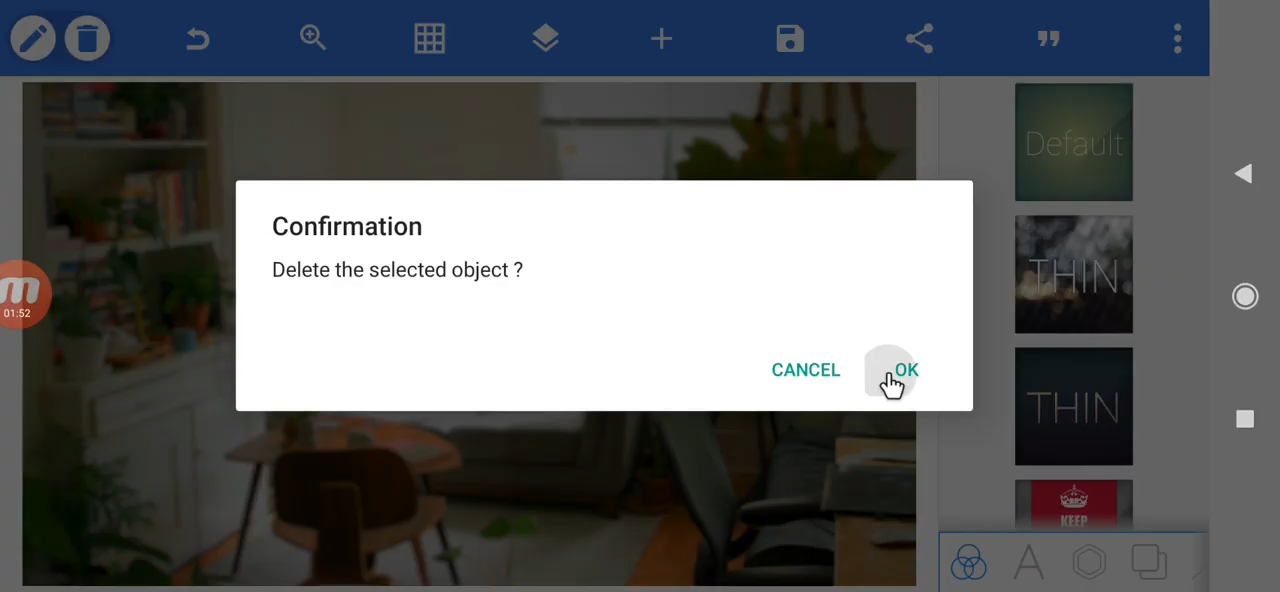 Default
Confirmation
THIN
Delete the selected object ?
01:52
CANCEL OK
THIN
KEEP